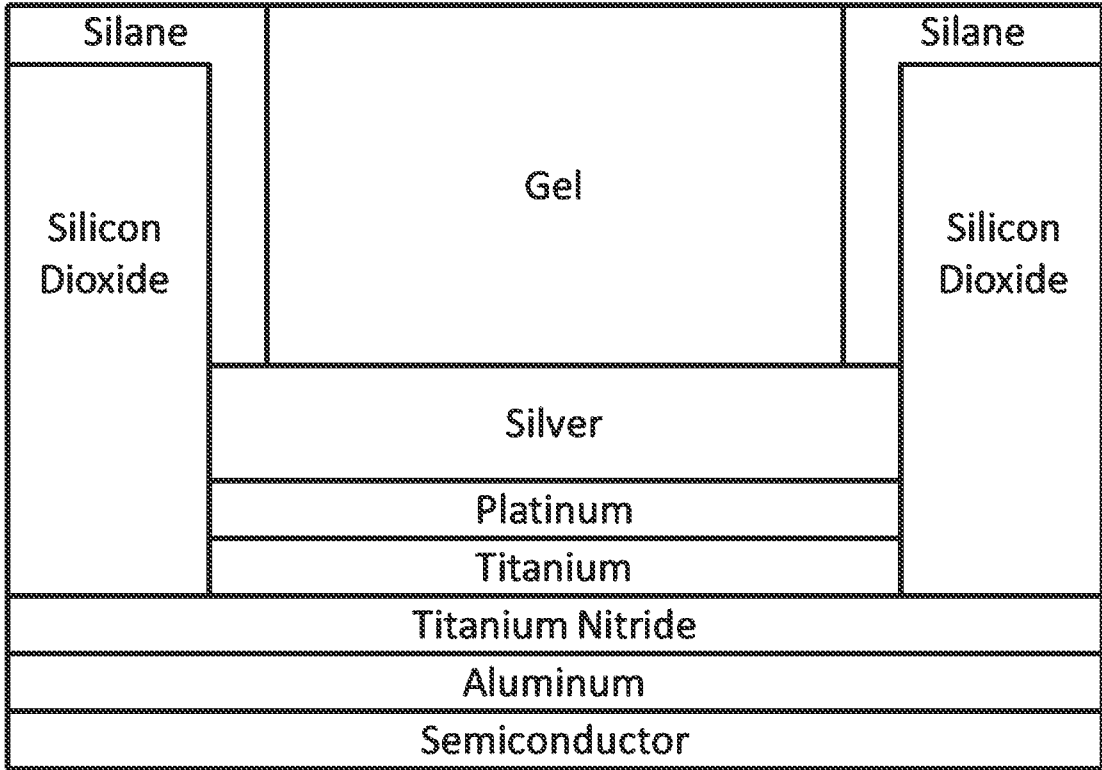 Silane
Silane
Gel
Silicon
Dioxide
Silicon
Dioxide
Silver
Platinum
Titanium
Titanium Nitride
Aluminum
Semiconductor